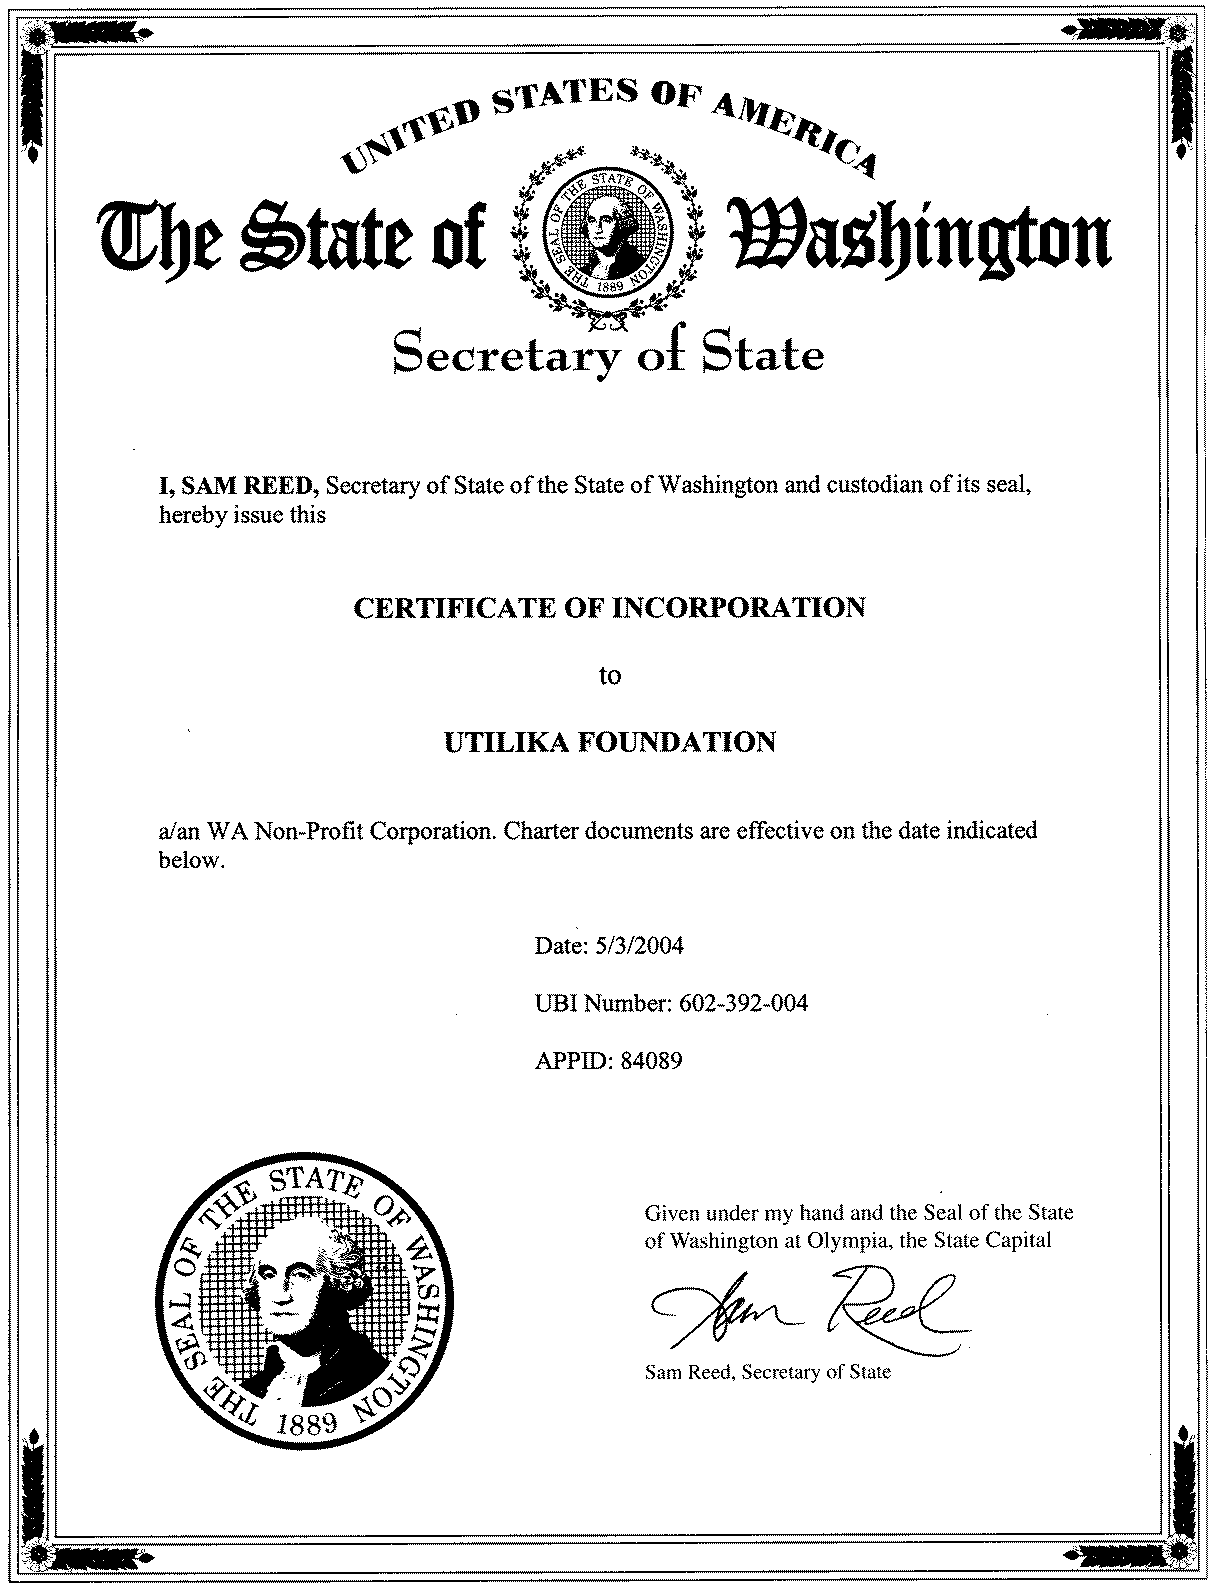 UNITED STATES OF AMERICA
The State of Washington
THE SEAL OF THE STATE OF WASHINGTON
1889
Secretary of State
I, SAM REED, Secretary of State of the State of Washington and custodian of its seal,
hereby issue this
CERTIFICATE OF INCORPORATION
to
UTILIKA FOUNDATION
a/an WA Non-Profit Corporation. Charter documents are effective on the date indicated
below.
Date: 5/3/2004
UBI Number: 602-392-004
APPID: 84089
THE SEAL OF THE STATE OF WASHINGTON
1889
Given under my hand and the Seal of the State
of Washington at Olympia, the State Capital
Sam Reed
Sam Reed, Secretary of State